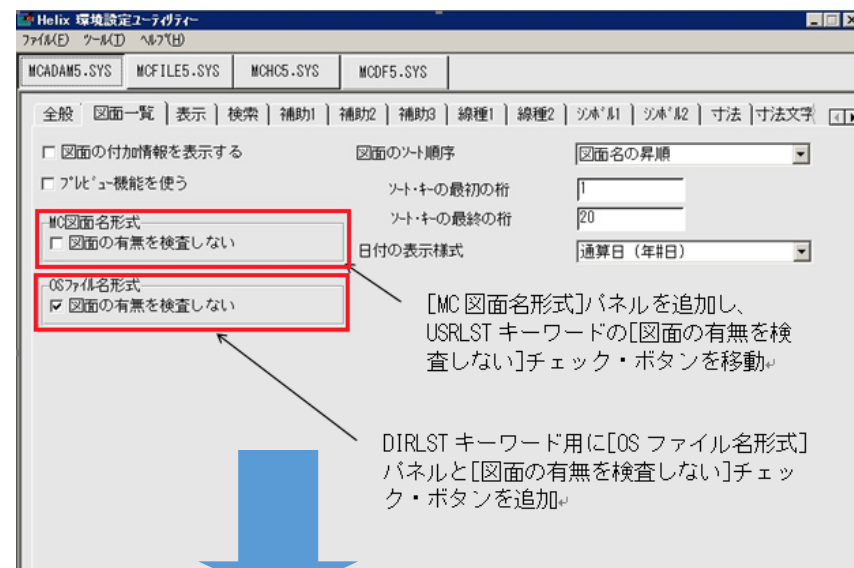 Helix 環境設定ユーティリティー
ファイル(F) ツール(T) ヘルプ(H)
MCADAM5.SYS MCFILE5.SYS MCHC5.SYS MCDF5.SYS
全般 図面一覧 表示 検索 補助1 補助2 補助3 線種1 線種2 シンボル1 シンボル2 寸法 寸法文字
図面の付加情報を表示する 図面のソート順序 図面名の昇順
プレビュー機能を使う ソート・キーの最初の桁 1
MC図面名形式 ソート・キーの最終の桁 20
図面の有無を検査しない 日付の表示様式 通算日 (年#日)
OSファイル名形式
図面の有無を検査しない
[MC 図面名形式]パネルを追加し、
USRLST キーワードの[図面の有無を検
査しない]チェック・ボタンを移動
DIRLST キーワード用に[OS ファイル名形式]
パネルと[図面の有無を検査しない]チェッ
ク・ボタンを追加